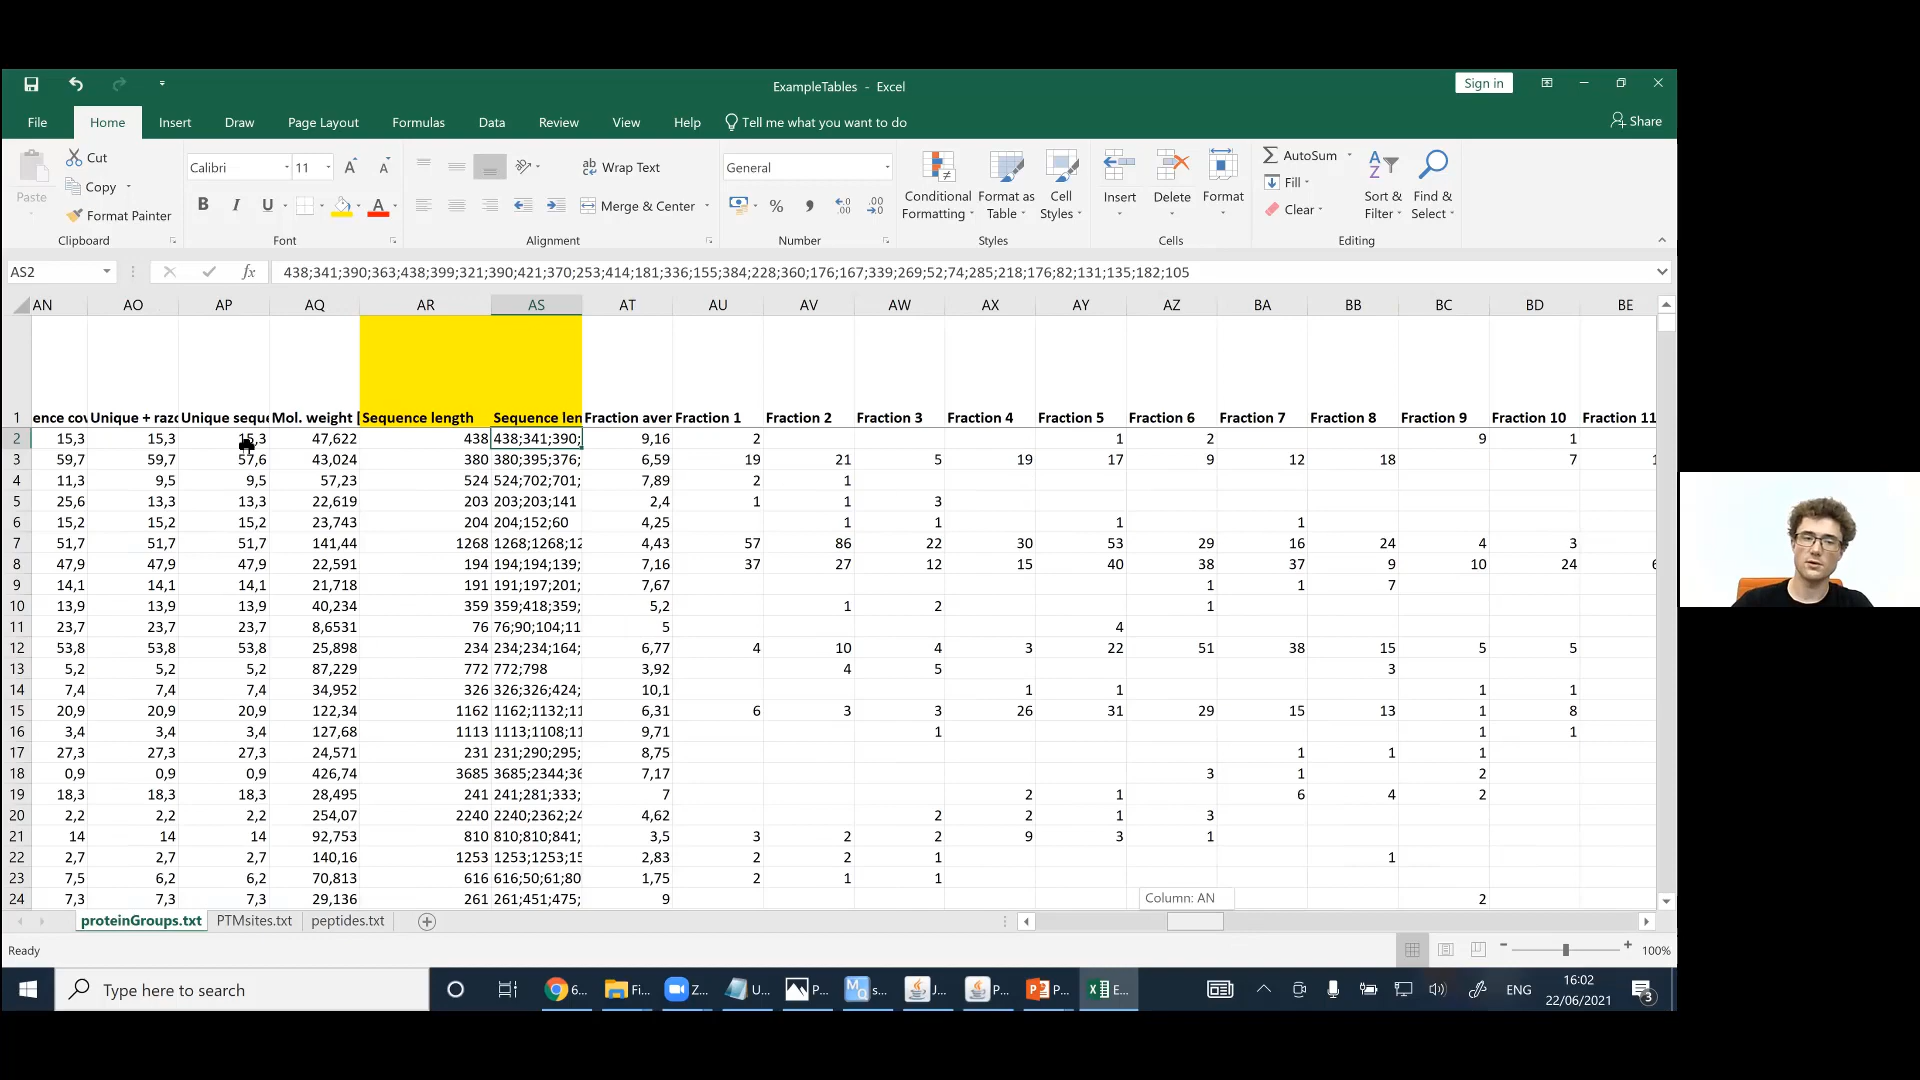 ExampleTables - Excel
Sign in
File Home Insert Draw Page Layout Formulas Data Review View Help Tell me what you want to do Share
Paste Cut Copy Format Painter
Calibri 11 B I U
Wrap Text Merge & Center
General % ,
Conditional Formatting Format as Table Cell Styles
Insert Delete Format
AutoSum Fill Clear Sort & Filter Find & Select
Clipboard Font Alignment Number Styles Cells Editing
AS2 fx 438;341;390;363;438;399;321;390;421;370;253;414;181;336;155;384;228;360;176;167;339;269;52;74;285;218;176;82;131;135;182;105
AN AO AP AQ AR AS AT AU AV AW AX AY AZ BA BB BC BD BE
1 ence cov Unique + razo Unique seque Mol. weight [ Sequence length Sequence len Fraction aver Fraction 1 Fraction 2 Fraction 3 Fraction 4 Fraction 5 Fraction 6 Fraction 7 Fraction 8 Fraction 9 Fraction 10 Fraction 11
2 15,3 15,3 15,3 47,622 438 438;341;390; 9,16 2 1 2 9 1
3 59,7 59,7 57,6 43,024 380 380;395;376; 6,59 19 21 5 19 17 9 12 18 7 1
4 11,3 9,5 9,5 57,23 524 524;702;701; 7,89 2 1
5 25,6 13,3 13,3 22,619 203 203;203;141 2,4 1 1 3
6 15,2 15,2 15,2 23,743 204 204;152;60 4,25 1 1 1 1
7 51,7 51,7 51,7 141,44 1268 1268;1268;12 4,43 57 86 22 30 53 29 16 24 4 3
8 47,9 47,9 47,9 22,591 194 194;194;139; 7,16 37 27 12 15 40 38 37 9 10 24 6
9 14,1 14,1 14,1 21,718 191 191;197;201; 7,67 1 1 7
10 13,9 13,9 13,9 40,234 359 359;418;359; 5,2 1 2 1
11 23,7 23,7 23,7 8,6531 76 76;90;104;11 5 4
12 53,8 53,8 53,8 25,898 234 234;234;164; 6,77 4 10 4 3 22 51 38 15 5 5
13 5,2 5,2 5,2 87,229 772 772;798 3,92 4 5 3
14 7,4 7,4 7,4 34,952 326 326;326;424; 10,1 1 1 1 1
15 20,9 20,9 20,9 122,34 1162 1162;1132;11 6,31 6 3 3 26 31 29 15 13 1 8
16 3,4 3,4 3,4 127,68 1113 1113;1108;11 9,71 1 1 1
17 27,3 27,3 27,3 24,571 231 231;290;295; 8,75 1 1 1
18 0,9 0,9 0,9 426,74 3685 3685;2344;36 7,17 3 1 2
19 18,3 18,3 18,3 28,495 241 241;281;333; 7 2 1 6 4 2
20 2,2 2,2 2,2 254,07 2240 2240;2362;24 4,62 2 2 1 3
21 14 14 14 92,753 810 810;810;841; 3,5 3 2 2 9 3 1
22 2,7 2,7 2,7 140,16 1253 1253;1253;15 2,83 2 2 1 1
23 7,5 6,2 6,2 70,813 616 616;50;61;80 1,75 2 1 1
24 7,3 7,3 7,3 29,136 261 261;451;475; 9 2
Column: AN
proteinGroups.txt PTMsites.txt peptides.txt
Ready 100%
Type here to search 6... Fi... Z... U... P... s... J... P... P... E... ENG 16:02
22/06/2021 3